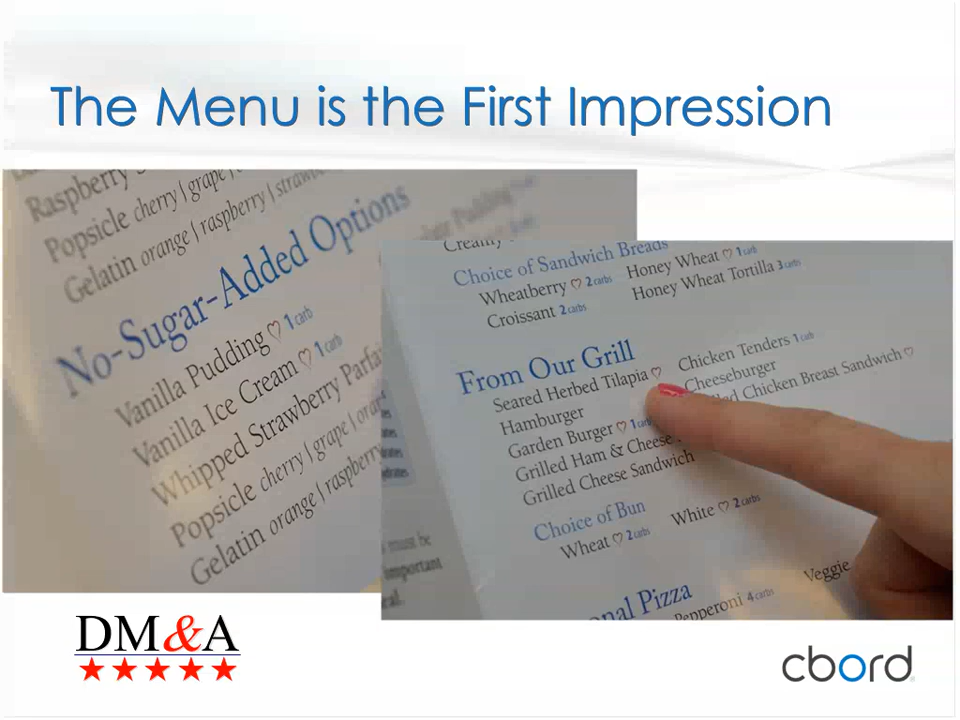 The Menu is the First Impression
Raspberry
Popsicle cherry | grape |
Gelatin orange | raspberry |
No-Sugar-Added Options
Vanilla Pudding ♡ 1 carb
Vanilla Ice Cream ♡ 1 carb
Whipped Strawberry Parfait
Popsicle cherry | grape |
Gelatin orange | raspberry
must be
important
Choice of Sandwich Breads
Wheatberry ♡ 2 carbs
Honey Wheat ♡ 1 carb
Croissant 2 carbs
Honey Wheat Tortilla 3 carbs
From Our Grill
Seared Herbed Tilapia ♡
Chicken Tenders 1 carb
Hamburger
Cheeseburger
Garden Burger ♡ 1 carb
Chicken Breast Sandwich ♡
Grilled Ham & Cheese
Grilled Cheese Sandwich
Choice of Bun
Wheat ♡ 2 carbs
White ♡ 2 carbs
Pizza
Pepperoni 4 carbs
Veggie
DM&A
cbord